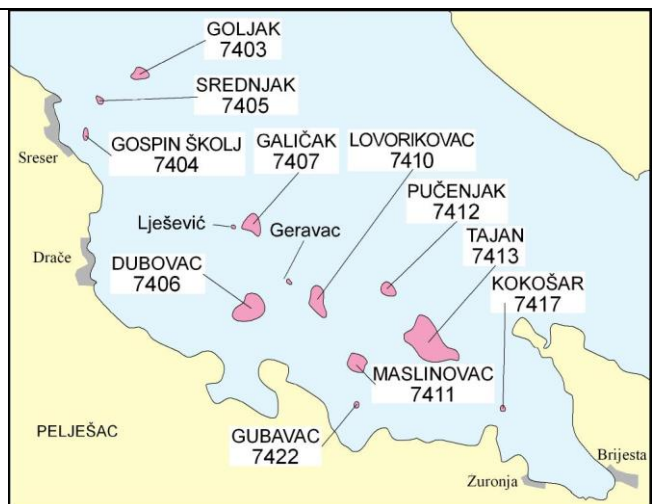 GOLJAK
7403
SREDNJAK
7405
Sreser
GOSPIN ŠKOLJ
7404
GALIČAK
7407
LOVORIKOVAC
7410
PUČENJAK
7412
Lješević
Geravac
TAJAN
7413
Drače
DUBOVAC
7406
KOKOŠAR
7417
MASLINOVAC
7411
PELJEŠAC
GUBAVAC
7422
Zuronja
Brijesta